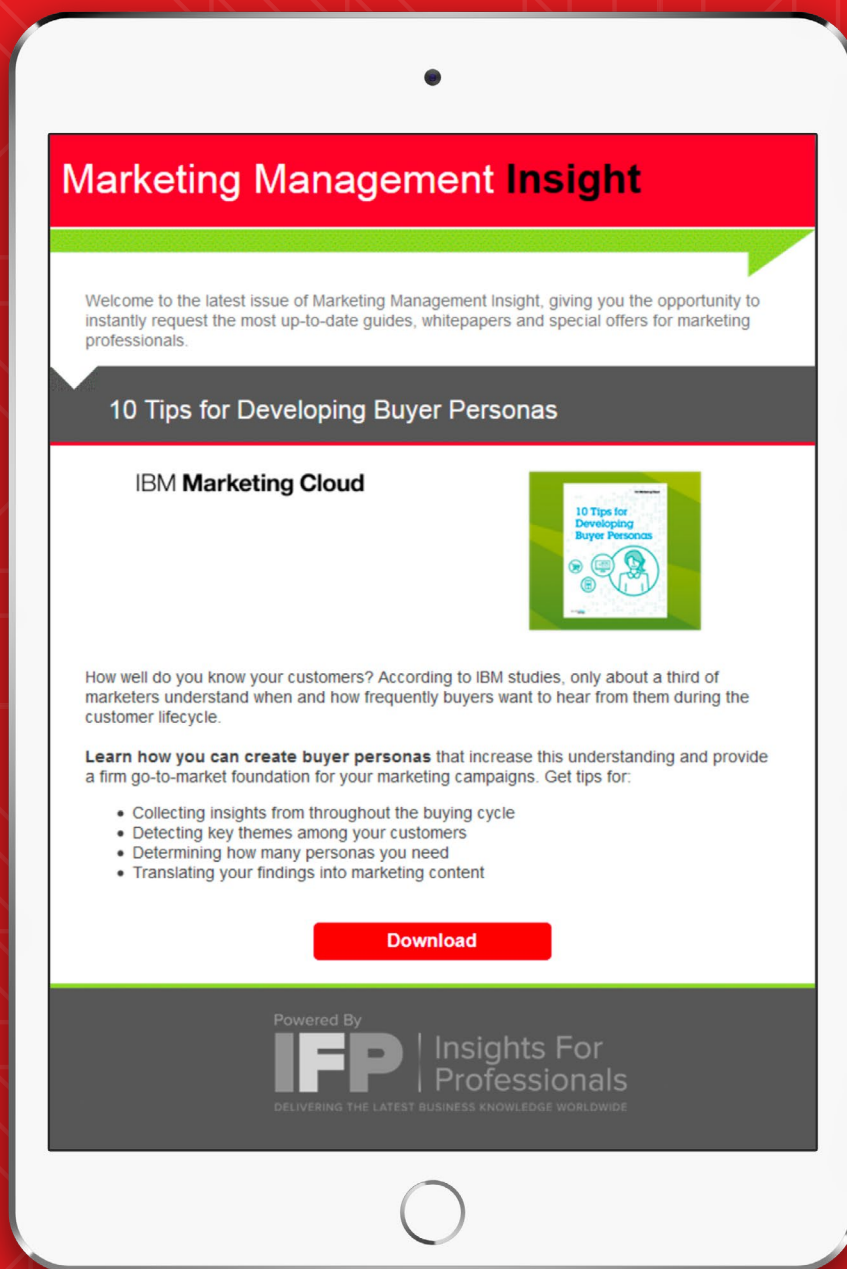 Marketing Management Insight
Welcome to the latest issue of Marketing Management Insight, giving you the opportunity to
instantly request the most up-to-date guides, whitepapers and special offers for marketing
professionals.
10 Tips for Developing Buyer Personas
IBM Marketing Cloud
10 Tips for
Developing
Buyer Personas
How well do you know your customers? According to IBM studies, only about a third of
marketers understand when and how frequently buyers want to hear from them during the
customer lifecycle.
Learn how you can create buyer personas that increase this understanding and provide
a firm go-to-market foundation for your marketing campaigns. Get tips for:
• Collecting insights from throughout the buying cycle
• Detecting key themes among your customers
• Determining how many personas you need
• Translating your findings into marketing content
Download
Powered By
IFP | Insights For
Professionals
DELIVERING THE LATEST BUSINESS KNOWLEDGE WORLDWIDE